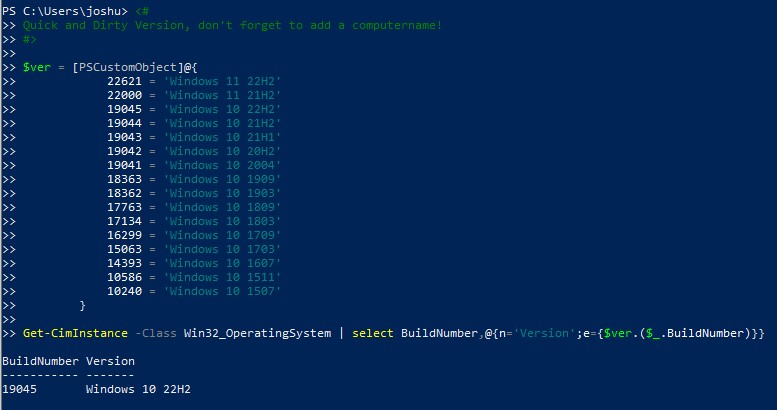 PS C:\Users\joshu> <#
>> Quick and Dirty Version, don't forget to add a computername!
>> #>
>>
>> $ver = [PSCustomObject]@{
>>             22621 = 'Windows 11 22H2'
>>             22000 = 'Windows 11 21H2'
>>             19045 = 'Windows 10 22H2'
>>             19044 = 'Windows 10 21H2'
>>             19043 = 'Windows 10 21H1'
>>             19042 = 'Windows 10 20H2'
>>             19041 = 'Windows 10 2004'
>>             18363 = 'Windows 10 1909'
>>             18362 = 'Windows 10 1903'
>>             17763 = 'Windows 10 1809'
>>             17134 = 'Windows 10 1803'
>>             16299 = 'Windows 10 1709'
>>             15063 = 'Windows 10 1703'
>>             14393 = 'Windows 10 1607'
>>             10586 = 'Windows 10 1511'
>>             10240 = 'Windows 10 1507'
>>         }
>>
>> Get-CimInstance -Class Win32_OperatingSystem | select BuildNumber,@{n='Version';e={$ver.($_.BuildNumber)}}
BuildNumber Version
----------- -------
19045       Windows 10 22H2